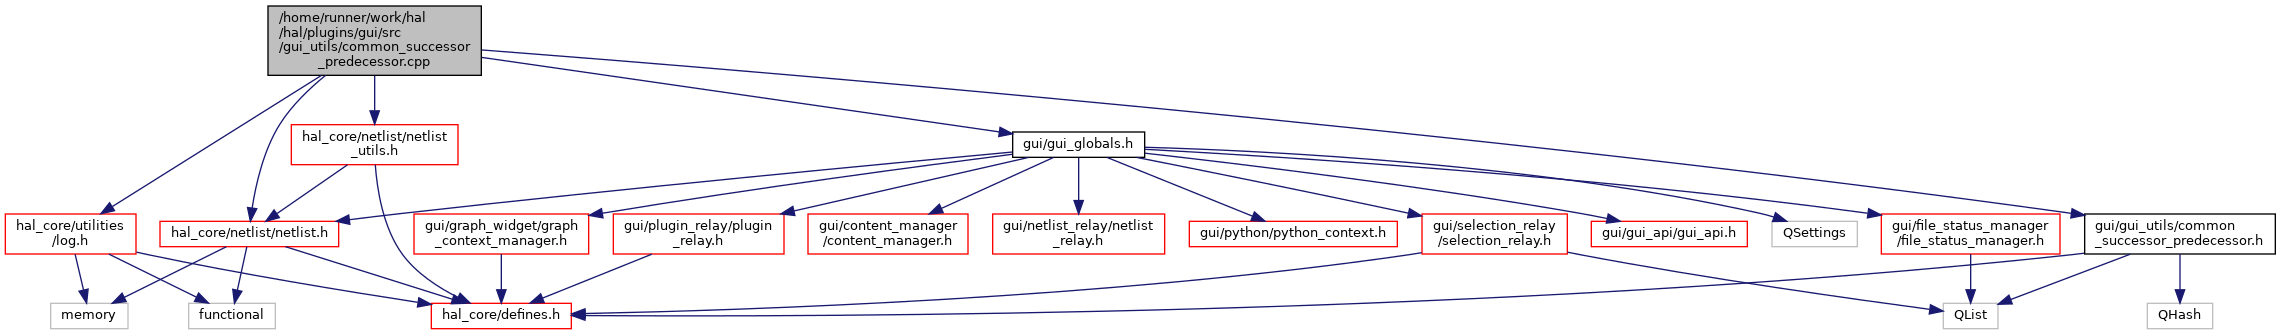 /home/runner/work/hal
/hal/plugins/gui/src
/gui_utils/common_successor
_predecessor.cpp
hal_core/netlist/netlist
_utils.h
gui/gui_globals.h
hal_core/utilities
/log.h
hal_core/netlist/netlist.h
gui/graph_widget/graph
_context_manager.h
gui/plugin_relay/plugin
_relay.h
gui/content_manager
/content_manager.h
gui/netlist_relay/netlist
_relay.h
gui/python/python_context.h
gui/selection_relay
/selection_relay.h
gui/gui_api/gui_api.h
QSettings
gui/file_status_manager
/file_status_manager.h
gui/gui_utils/common
_successor_predecessor.h
memory
functional
hal_core/defines.h
QList
QHash